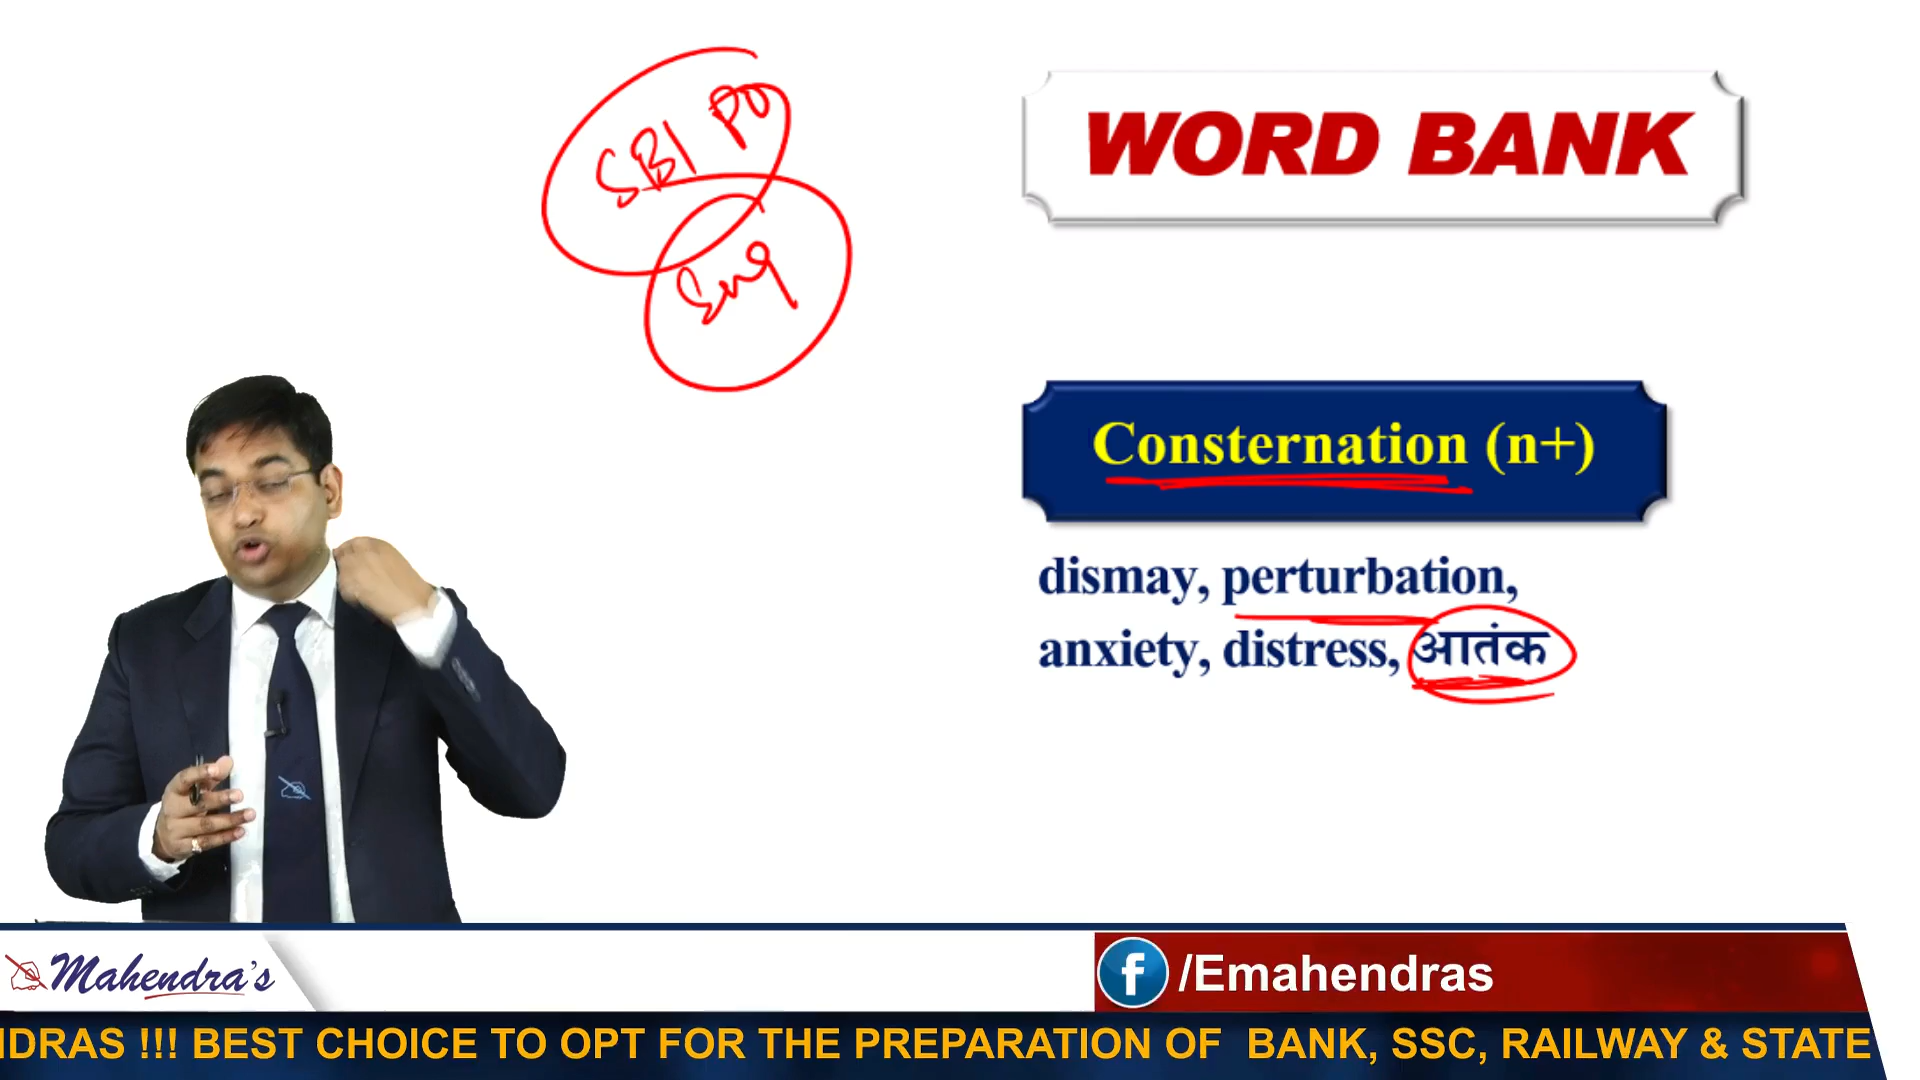 SBI PO
Eng
WORD BANK
Consternation (n+)
dismay, perturbation,
anxiety, distress, आतंक
Mahendra's
f /Emahendras
NDRAS !!! BEST CHOICE TO OPT FOR THE PREPARATION OF BANK, SSC, RAILWAY & STATE